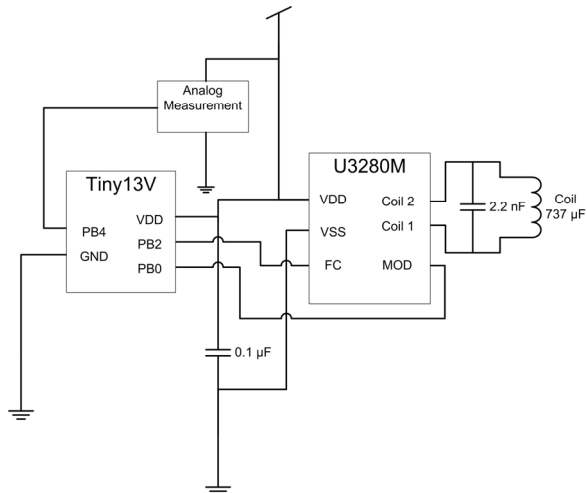 Analog
Measurement
Tiny13V
VDD
PB4
PB2
GND
PB0
U3280M
VDD
Coil 2
VSS
Coil 1
FC
MOD
2.2 nF
Coil
737 µF
0.1 µF